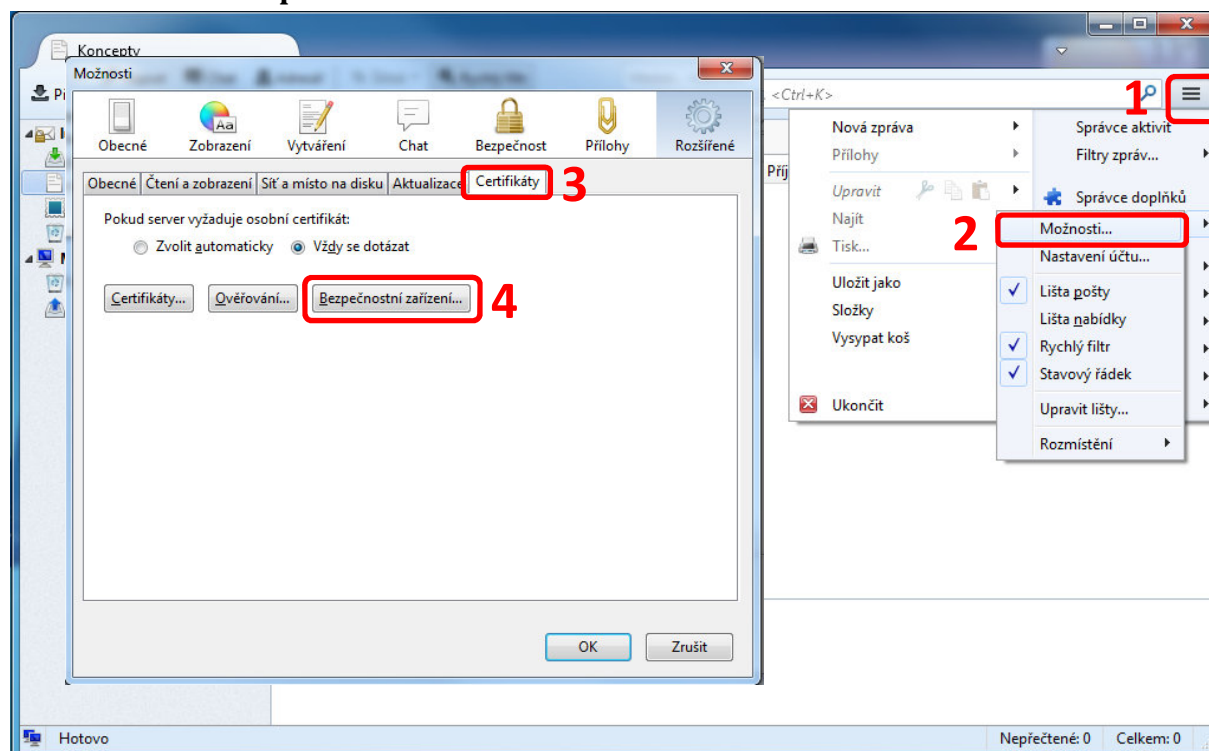 Koncepty
Možnosti
Pi
<Ctrl+K>
1
Obecné Zobrazení Vytváření Chat Bezpečnost Přílohy Rozšířené
Obecné Čtení a zobrazení Síť a místo na disku Aktualizace Certifikáty
3
Pokud server vyžaduje osobní certifikát:
Zvolit automaticky Vždy se dotázat
Certifikáty... Ověřování... Bezpečnostní zařízení...
4
OK Zrušit
Příj
Nová zpráva
Přílohy
Upravit
Najít
Tisk...
Uložit jako
Složky
Vysypat koš
Ukončit
Správce aktivit
Filtry zpráv...
Správce doplňků
2
Možnosti...
Nastavení účtu...
Lišta pošty
Lišta nabídky
Rychlý filtr
Stavový řádek
Upravit lišty...
Rozmístění
Hotovo
Nepřečtené: 0 Celkem: 0